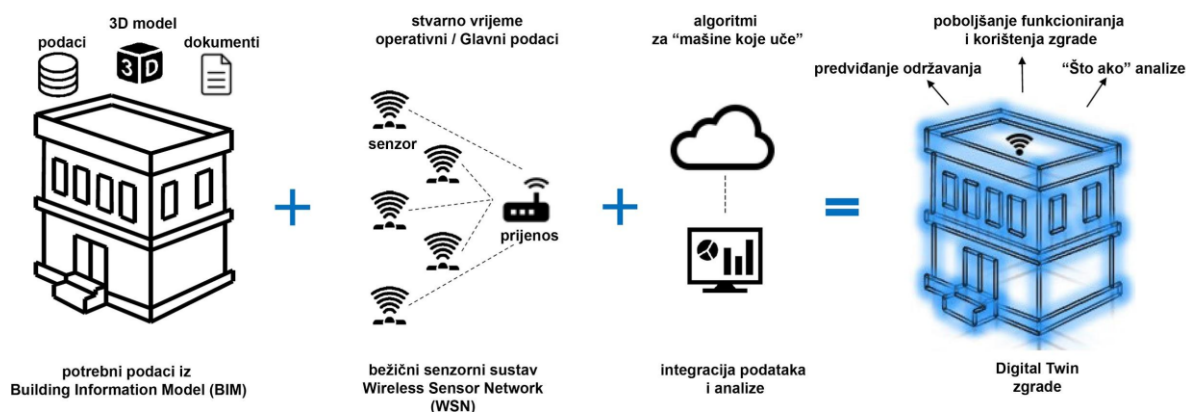 podaci
3D model
dokumenti
3D
potrebni podaci iz
Building Information Model (BIM)
+
stvarno vrijeme
operativni / Glavni podaci
senzor
prijenos
bežični senzorni sustav
Wireless Sensor Network
(WSN)
+
algoritmi
za “mašine koje uče”
integracija podataka
i analize
=
poboljšanje funkcioniranja
i korištenja zgrade
predviđanje održavanja
“Što ako” analize
Digital Twin
zgrade